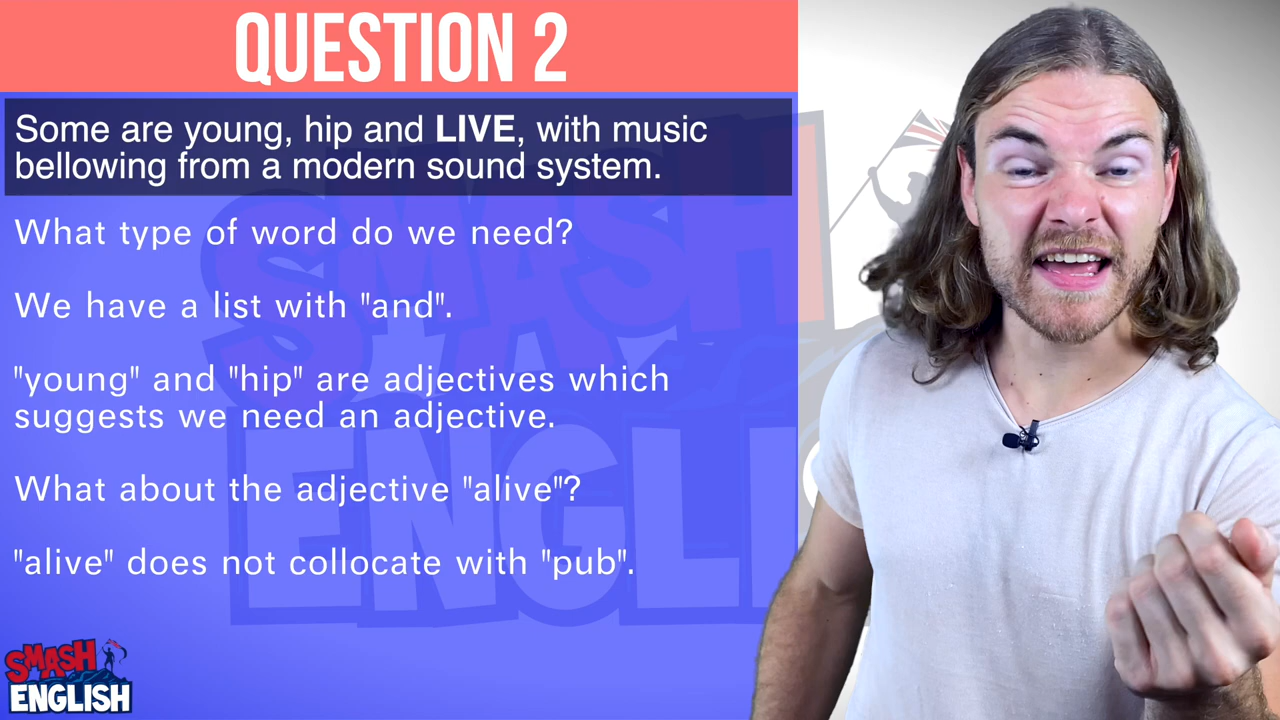 QUESTION 2
Some are young, hip and LIVE, with music
bellowing from a modern sound system.
What type of word do we need?
We have a list with "and".
"young" and "hip" are adjectives which
suggests we need an adjective.
What about the adjective "alive"?
"alive" does not collocate with "pub".
SMASH
ENGLISH
SMASH
ENGLI